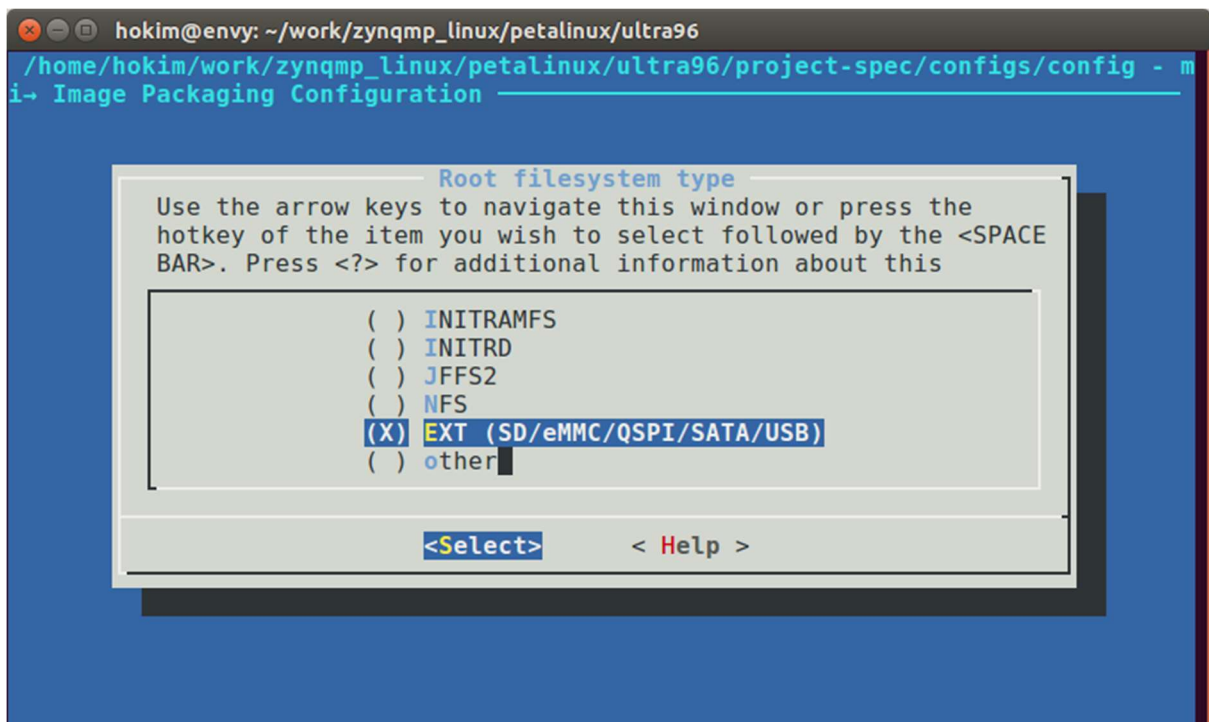 hokim@envy: ~/work/zynqmp_linux/petalinux/ultra96
/home/hokim/work/zynqmp_linux/petalinux/ultra96/project-spec/configs/config - m
i→ Image Packaging Configuration
Root filesystem type
Use the arrow keys to navigate this window or press the
hotkey of the item you wish to select followed by the <SPACE
BAR>. Press <?> for additional information about this
( ) INITRAMFS
( ) INITRD
( ) JFFS2
( ) NFS
(X) EXT (SD/eMMC/QSPI/SATA/USB)
( ) other
<Select> < Help >